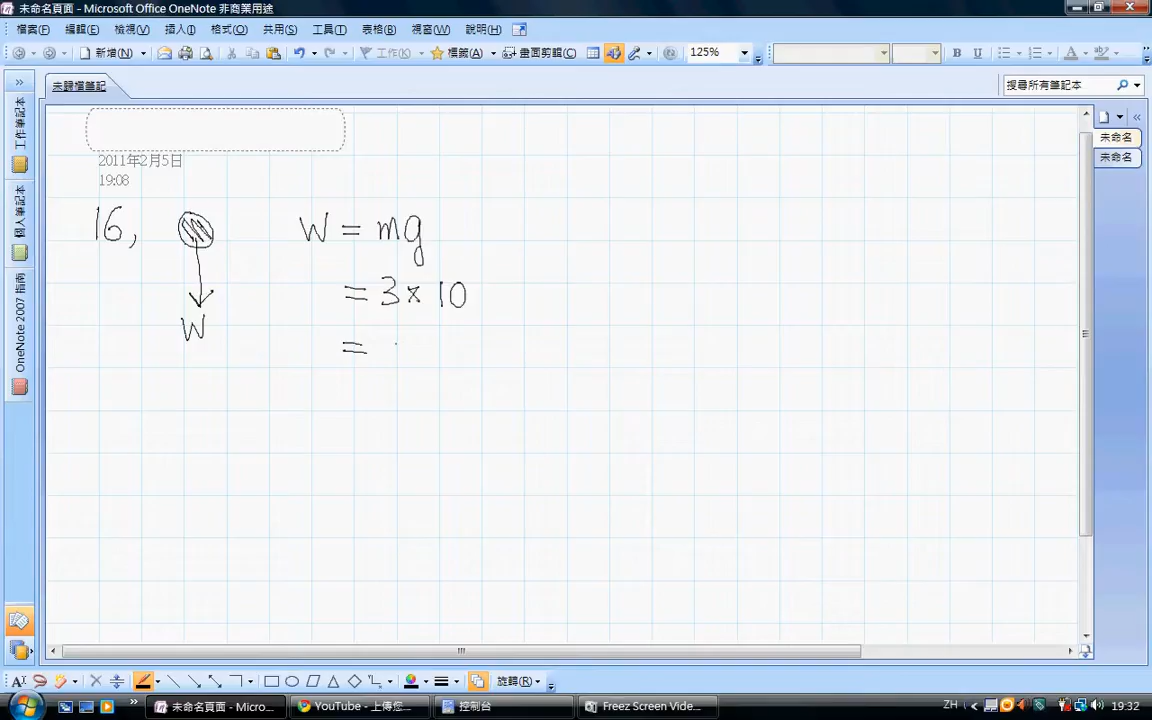 未命名頁面 - Microsoft Office OneNote 非商業用途
檔案(F) 編輯(E) 檢視(V) 插入(I) 格式(O) 共用(S) 工具(T) 表格(B) 視窗(W) 說明(H)
新增(N) 工作(K) 標籤(A) 畫面剪輯(C) 125% B I U A ab
未歸檔筆記 搜尋所有筆記本
工作筆記本
個人筆記本
OneNote 2007 指南
未命名
未命名
2011年2月5日
19:08
16, W = mg
= 3 × 10
W
=
A 旋轉(R)
未命名頁面 - Micro... YouTube - 上傳您... 控制台 Freez Screen Vide... ZH 19:32